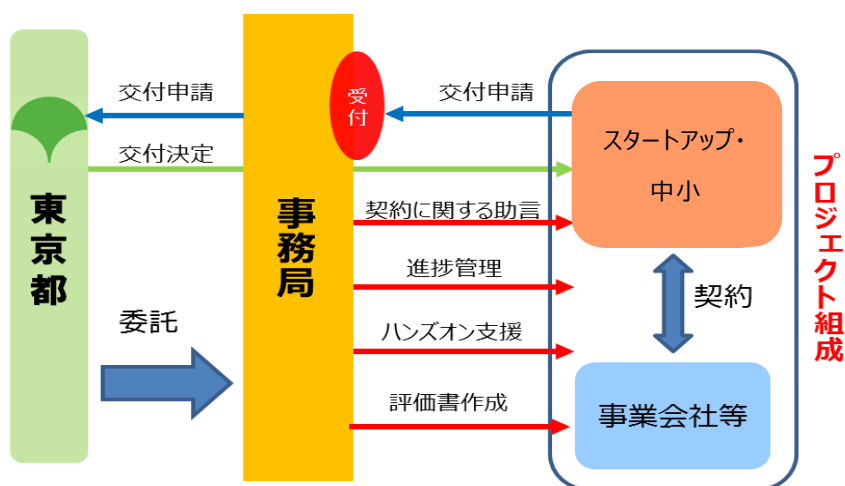 交付申請
交付決定
東京都
委託
事務局
受付
交付申請
契約に関する助言
進捗管理
ハンズオン支援
評価書作成
スタートアップ・
中小
契約
事業会社等
プロジェクト組成